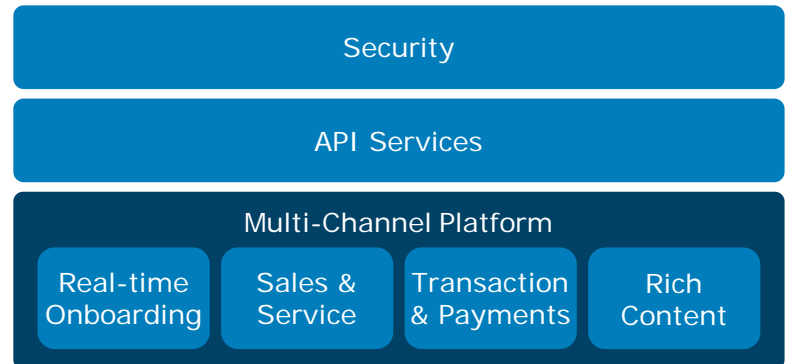 Security
API Services
Multi-Channel Platform
Real-time
Onboarding
Sales &
Service
Transaction
& Payments
Rich
Content